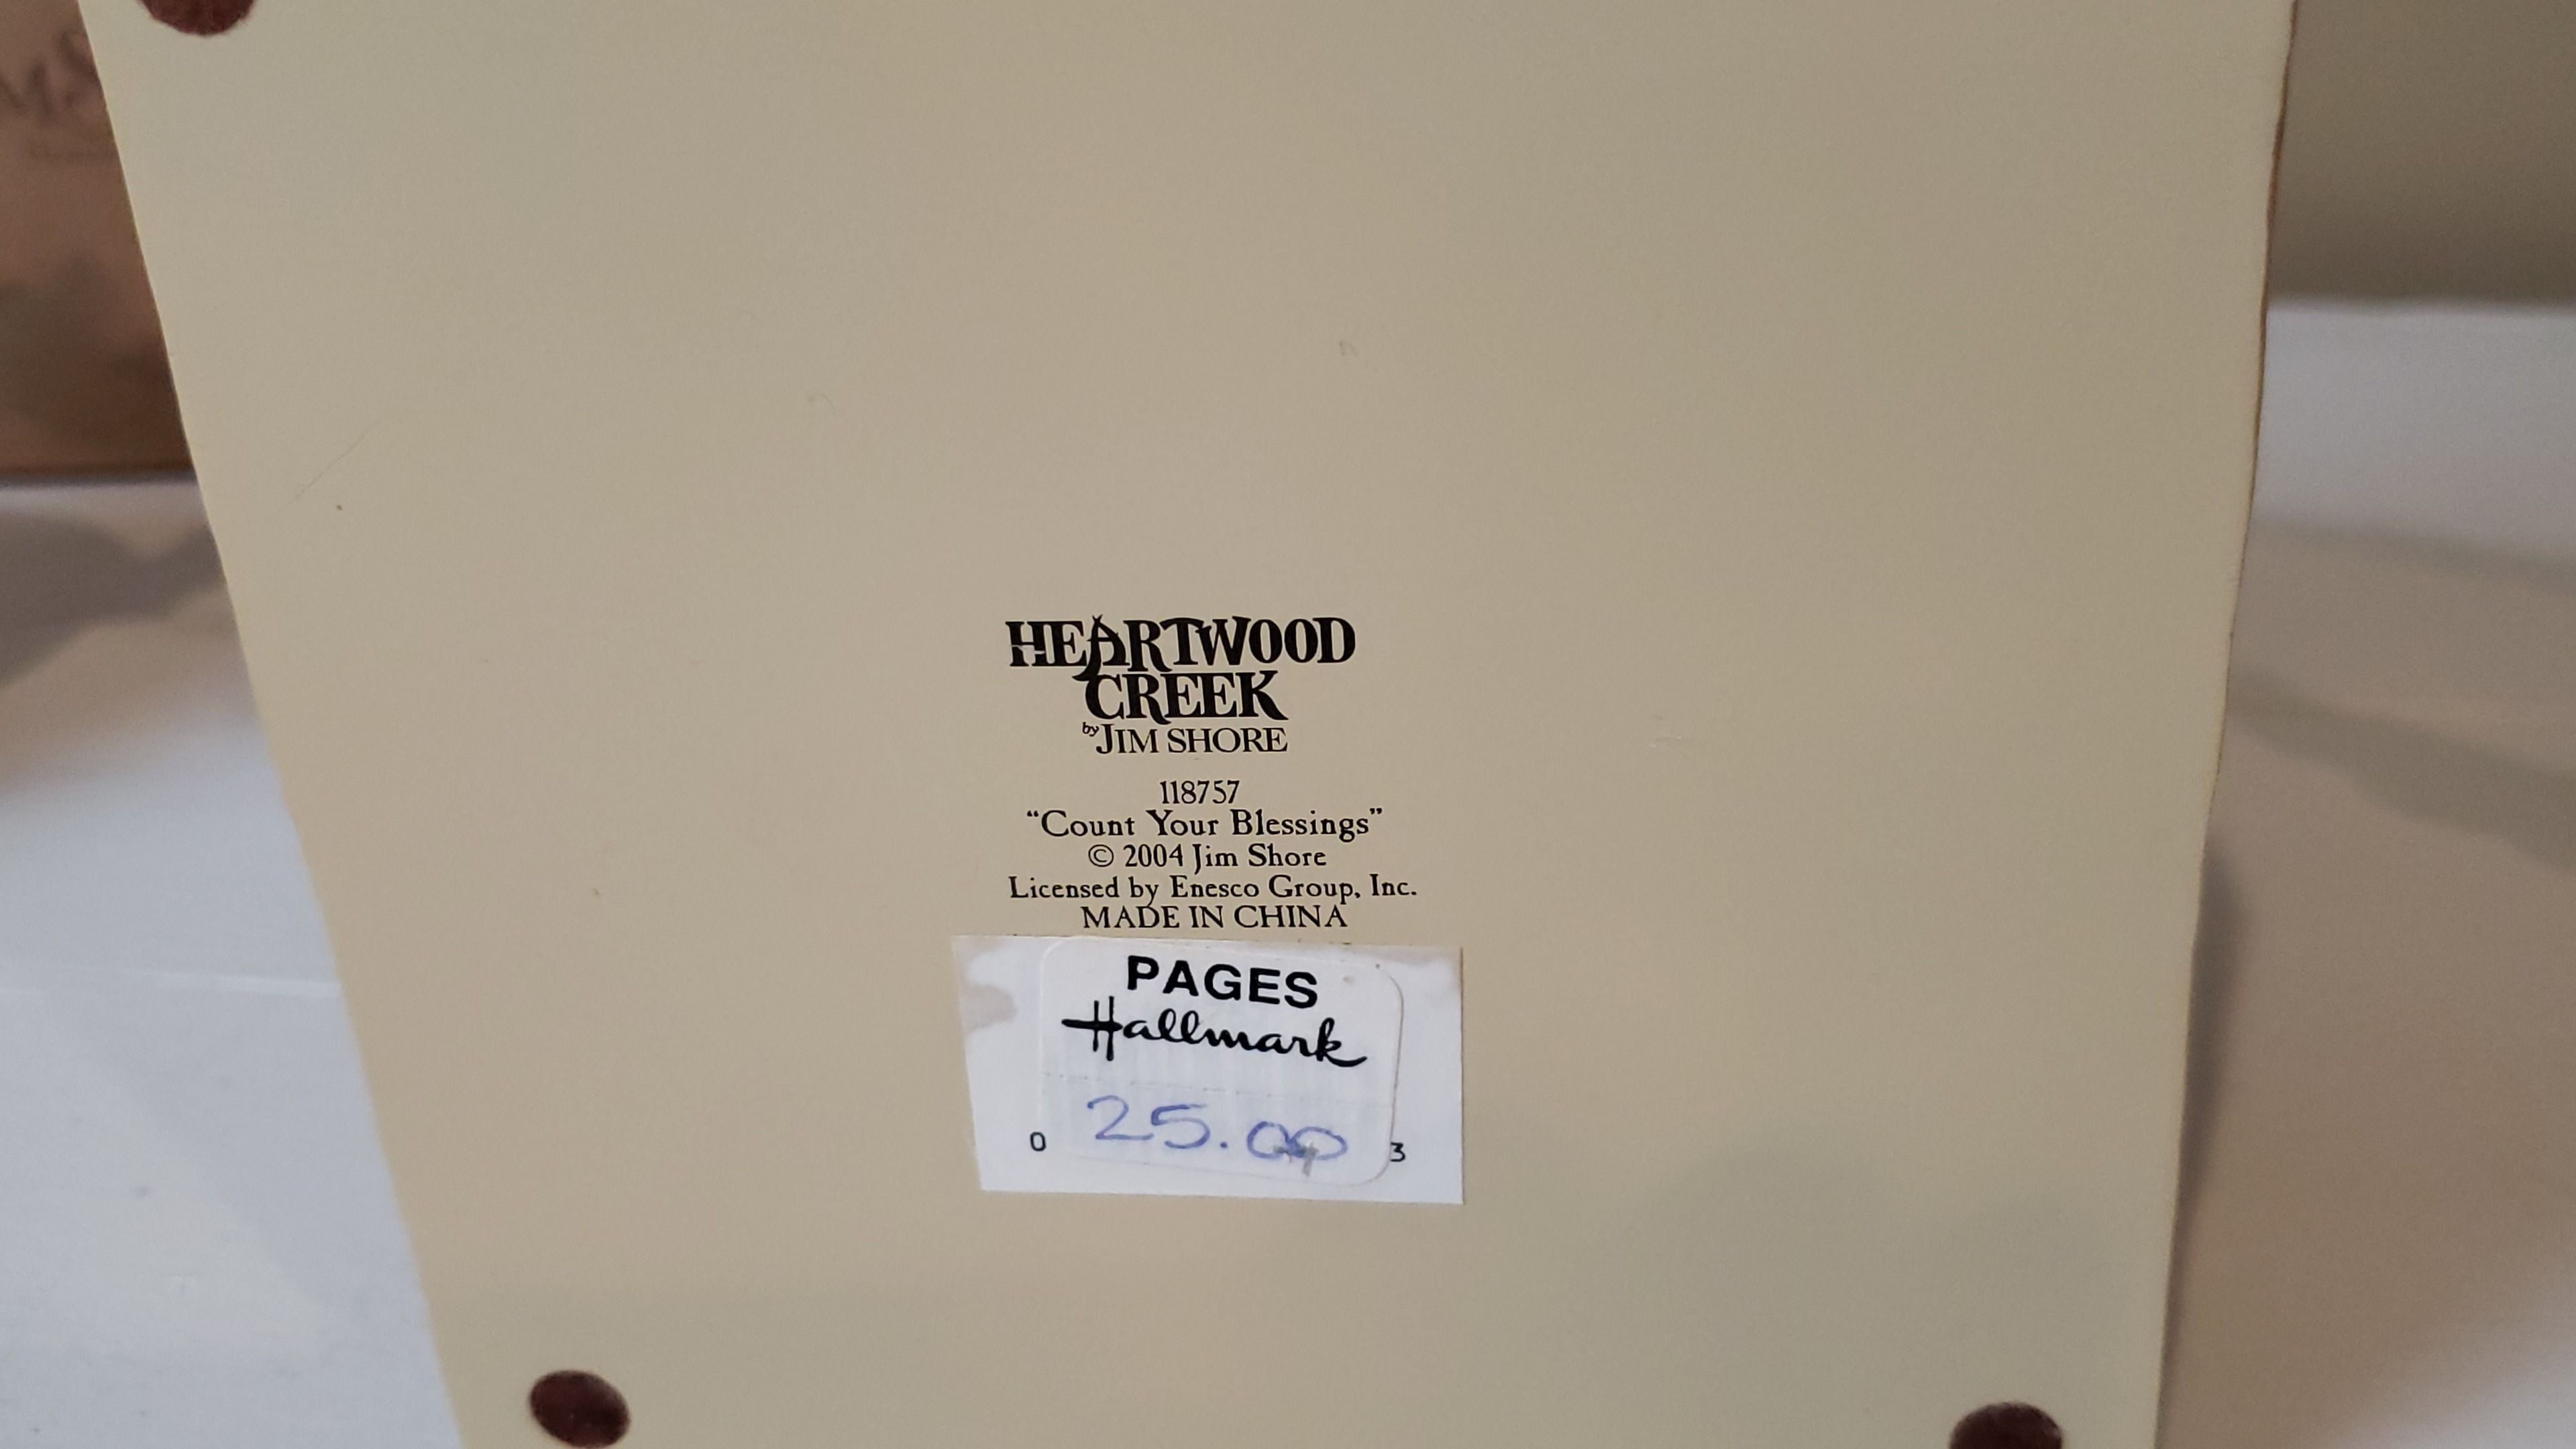 HEARTWOOD
CREEK
by JIM SHORE
118757
“Count Your Blessings”
© 2004 Jim Shore
Licensed by Enesco Group, Inc.
MADE IN CHINA
PAGES
Hallmark
25.00
0 3